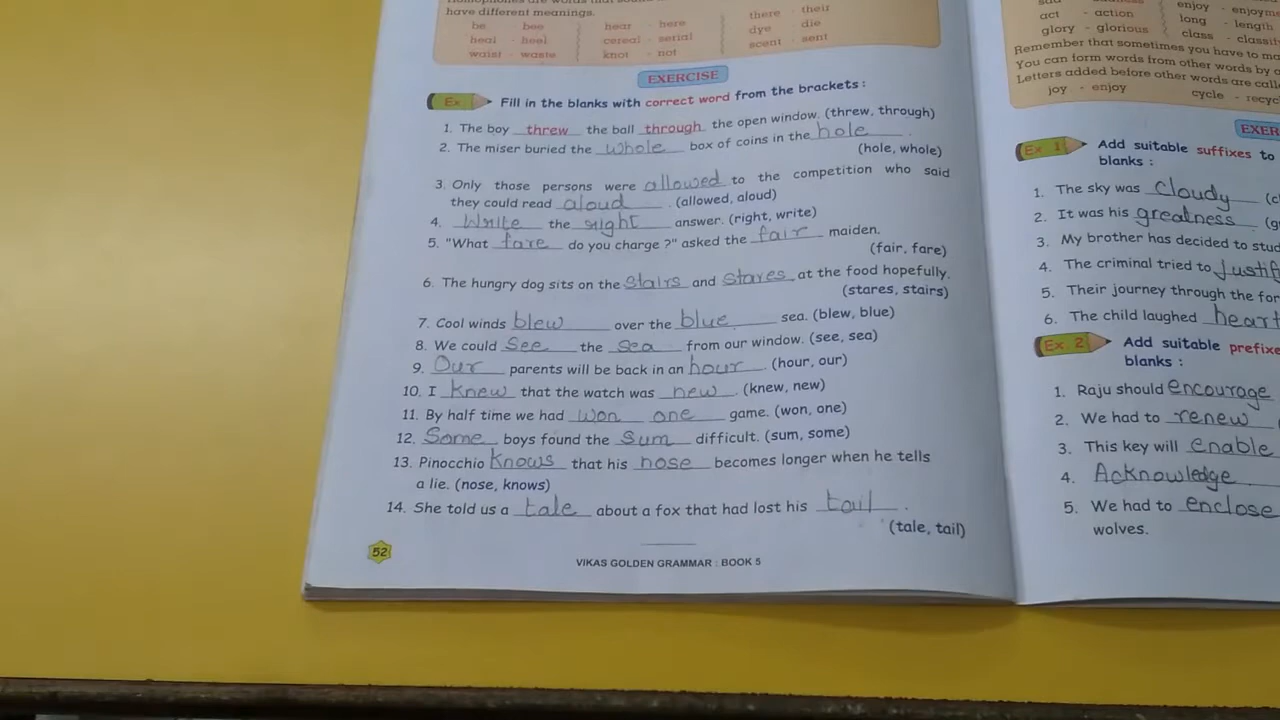 have different meanings.
be - bee
heal - heel
waist - waste
hear - here
cereal - serial
knot - not
there - their
dye - die
scent - sent
EXERCISE
Ex Fill in the blanks with correct word from the brackets :
1. The boy threw the ball through the open window. (threw, through)
2. The miser buried the whole box of coins in the hole .
(hole, whole)
3. Only those persons were allowed to the competition who said
they could read aloud . (allowed, aloud)
4. Write the right answer. (right, write)
5. "What fare do you charge ?" asked the fair maiden.
(fair, fare)
6. The hungry dog sits on the stairs and stares at the food hopefully.
(stares, stairs)
7. Cool winds blew over the blue sea. (blew, blue)
8. We could see the sea from our window. (see, sea)
9. Our parents will be back in an hour . (hour, our)
10. I knew that the watch was new . (knew, new)
11. By half time we had won one game. (won, one)
12. Some boys found the sum difficult. (sum, some)
13. Pinocchio knows that his nose becomes longer when he tells
a lie. (nose, knows)
14. She told us a tale about a fox that had lost his tail .
(tale, tail)
52
VIKAS GOLDEN GRAMMAR : BOOK 5
act - action
glory - glorious
enjoy - enjoyme
long - length
class - classif
Remember that sometimes you have to ma
You can form words from other words by a
Letters added before other words are calle
joy - enjoy
cycle - recyc
EXER
Ex. 1 Add suitable suffixes to
blanks :
1. The sky was cloudy (c
2. It was his greatness (g
3. My brother has decided to stud
4. The criminal tried to Justif
5. Their journey through the for
6. The child laughed heart
Ex. 2 Add suitable prefixe
blanks :
1. Raju should encourage
2. We had to renew
3. This key will enable
4. Acknowledge
5. We had to enclose
wolves.